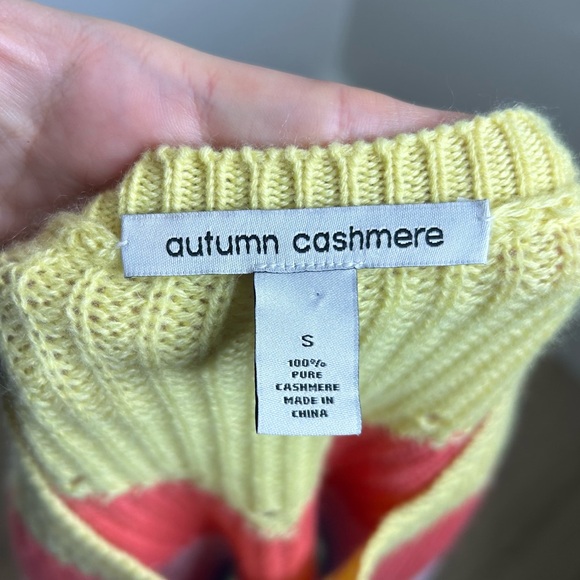 autumn cashmere
S
100%
PURE
CASHMERE
MADE IN
CHINA